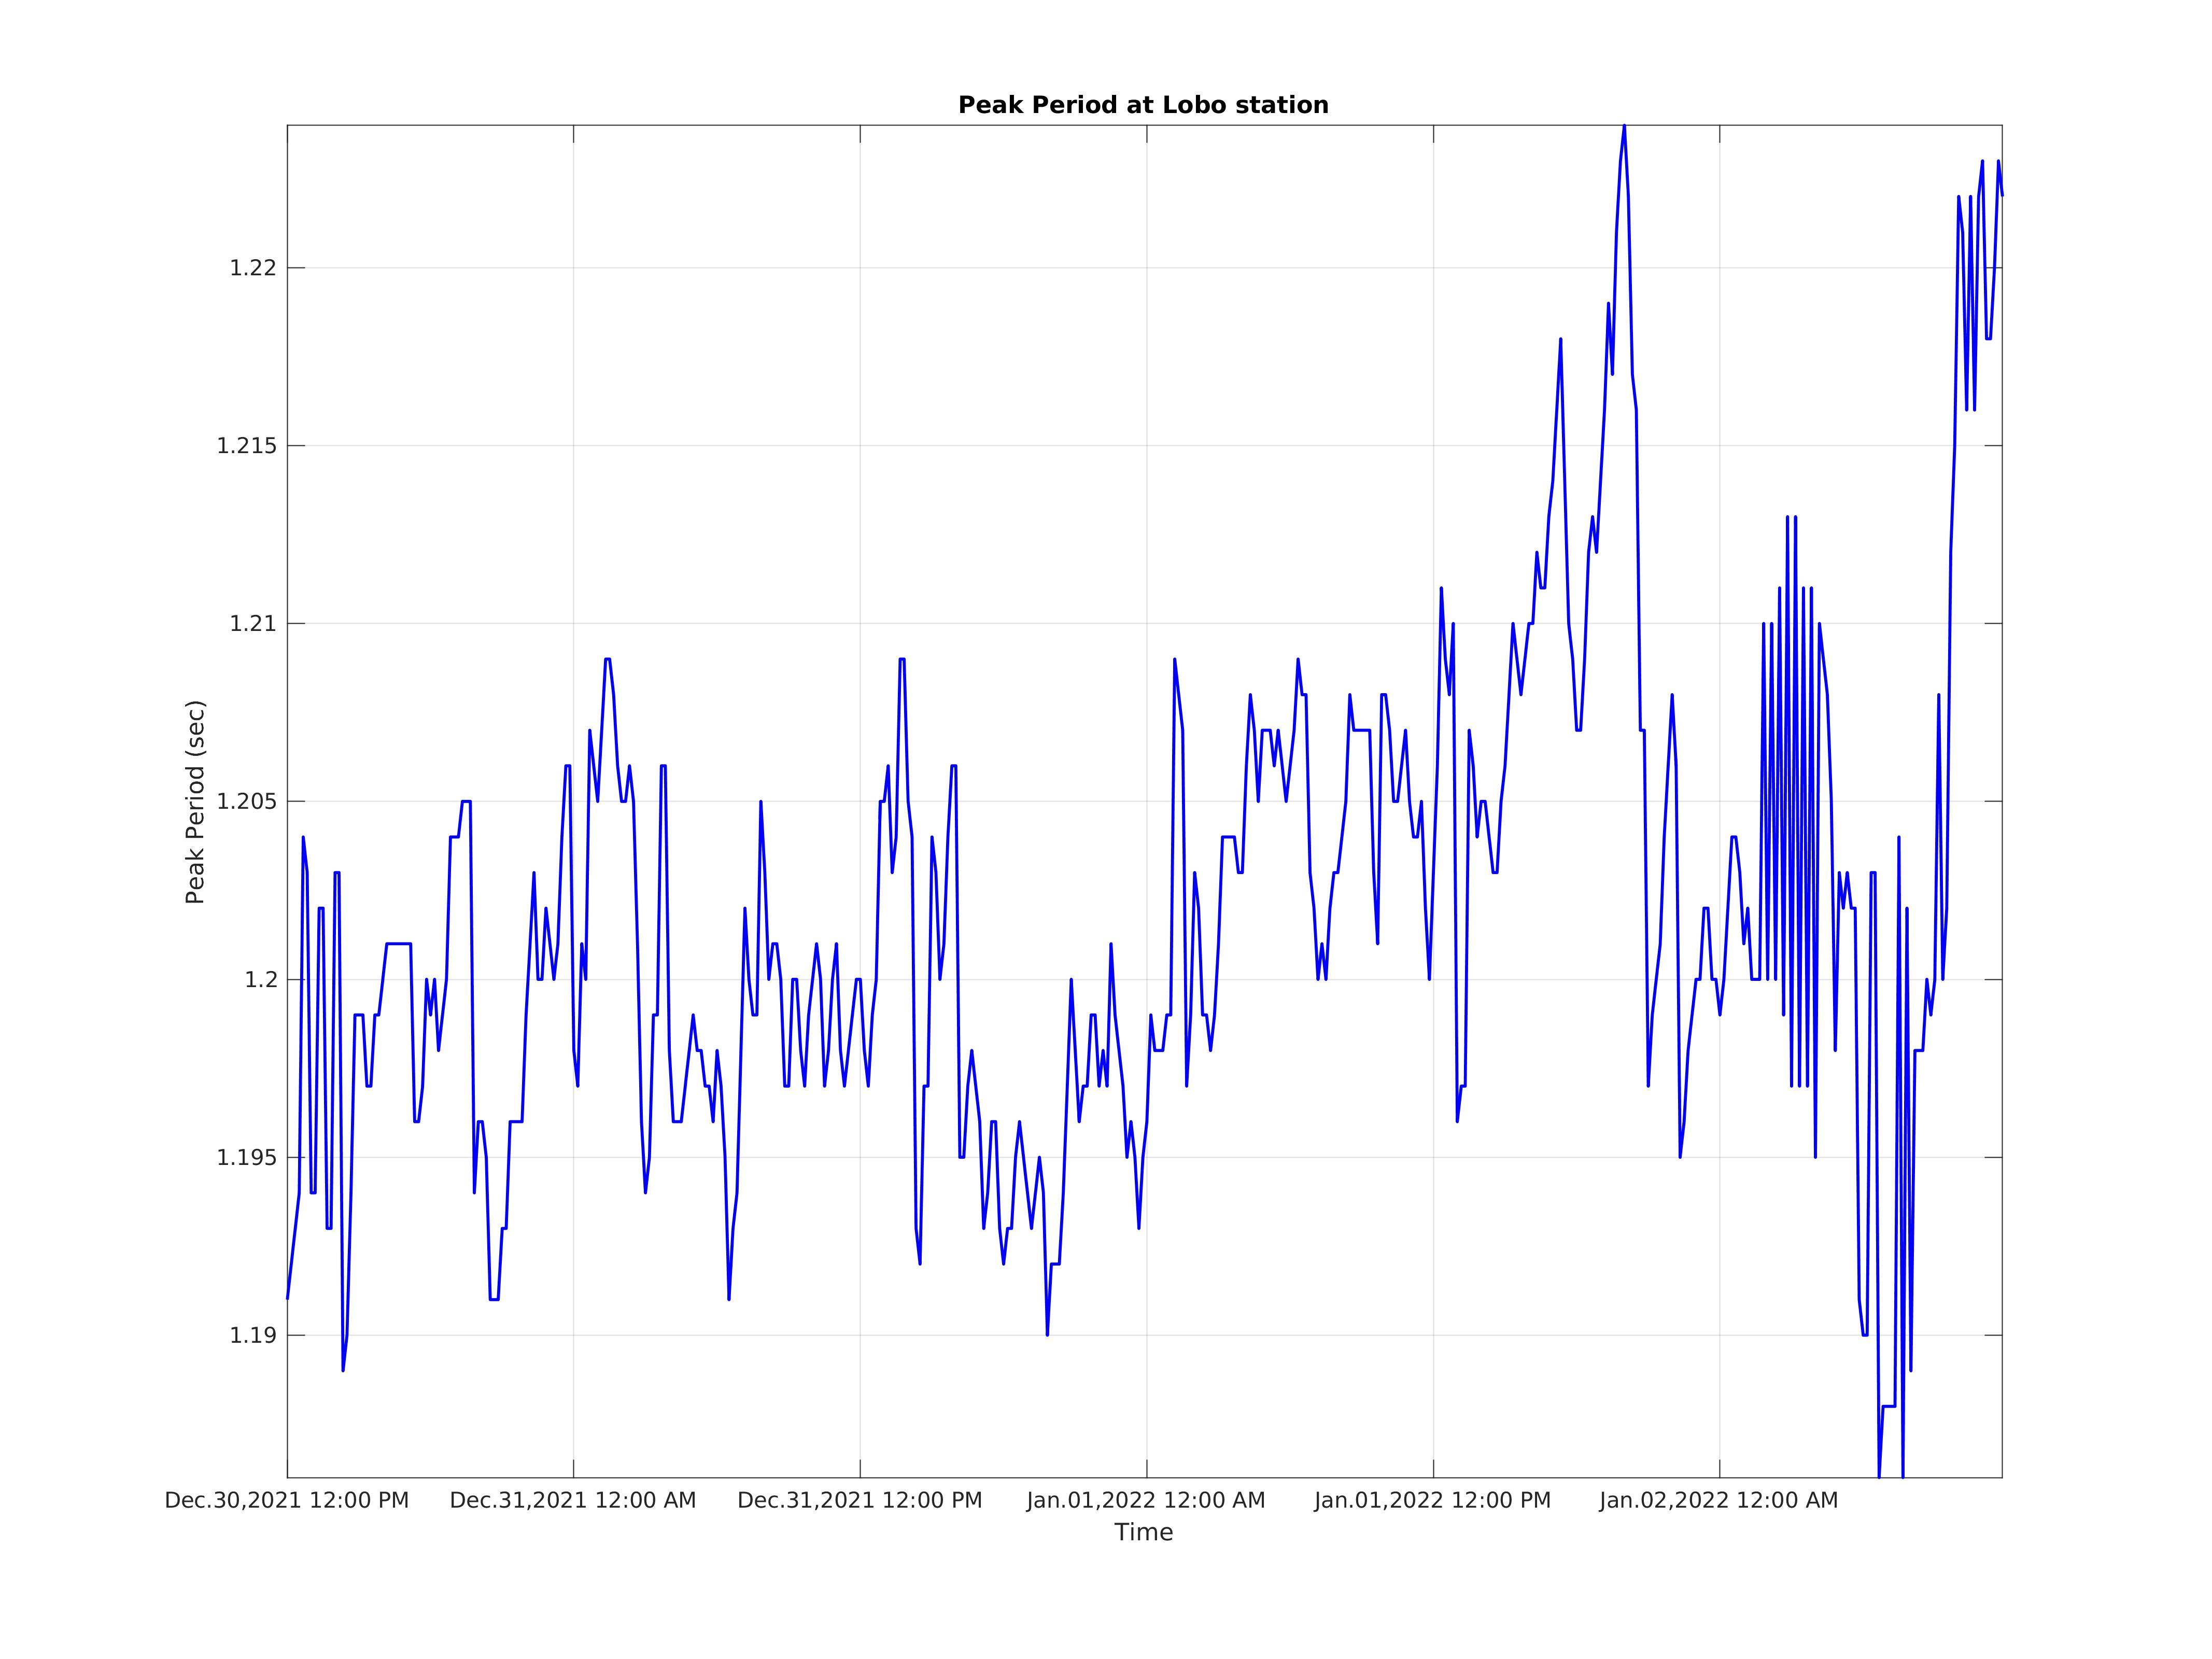 Peak Period at Lobo station
1.22
1.215
1.21
1.205
1.2
1.195
1.19
Peak Period (sec)
Dec.30,2021 12:00 PM Dec.31,2021 12:00 AM Dec.31,2021 12:00 PM Jan.01,2022 12:00 AM Jan.01,2022 12:00 PM Jan.02,2022 12:00 AM
Time